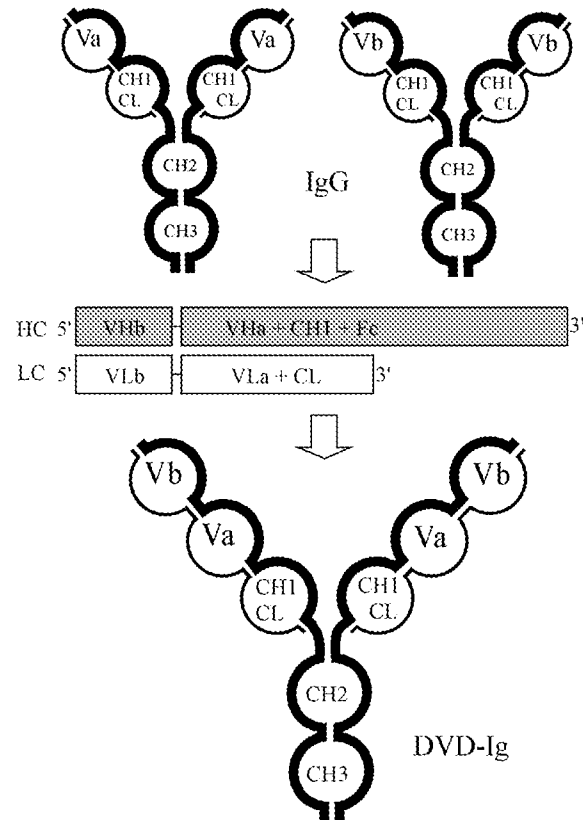 Va Va Vb Vb
CH1 CH1 CH1 CH1
CL CL CL CL
CH2 CH2
IgG
CH3 CH3
HC 5' VHb VHa + CH1 + Fc 3'
LC 5' VLb VLa + CL 3'
Vb Vb
Va Va
CH1 CH1
CL CL
CH2
DVD-Ig
CH3